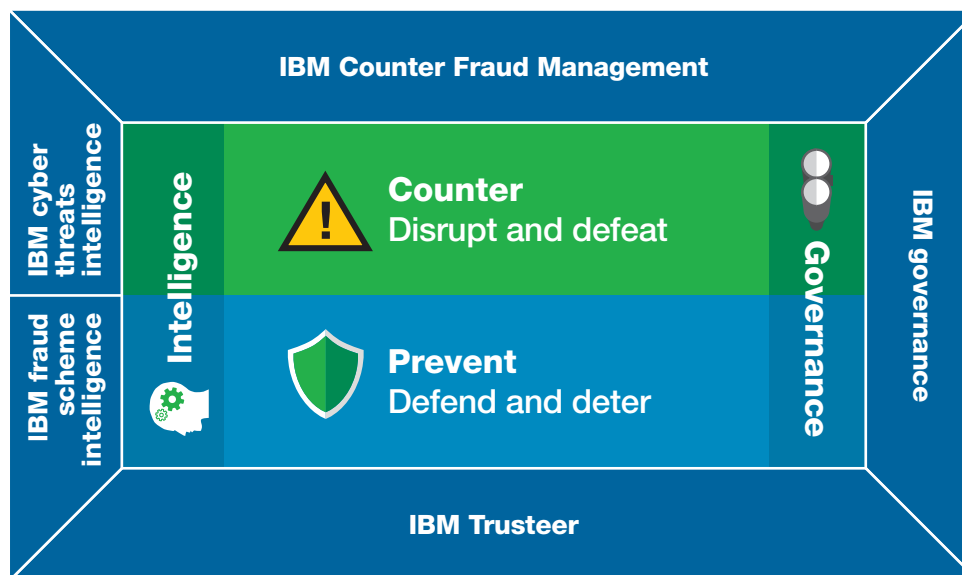 IBM Counter Fraud Management
IBM cyber
threats
intelligence
IBM fraud
scheme
intelligence
Intelligence
!
Counter
Disrupt and defeat
Prevent
Defend and deter
Governance
IBM governance
IBM Trusteer